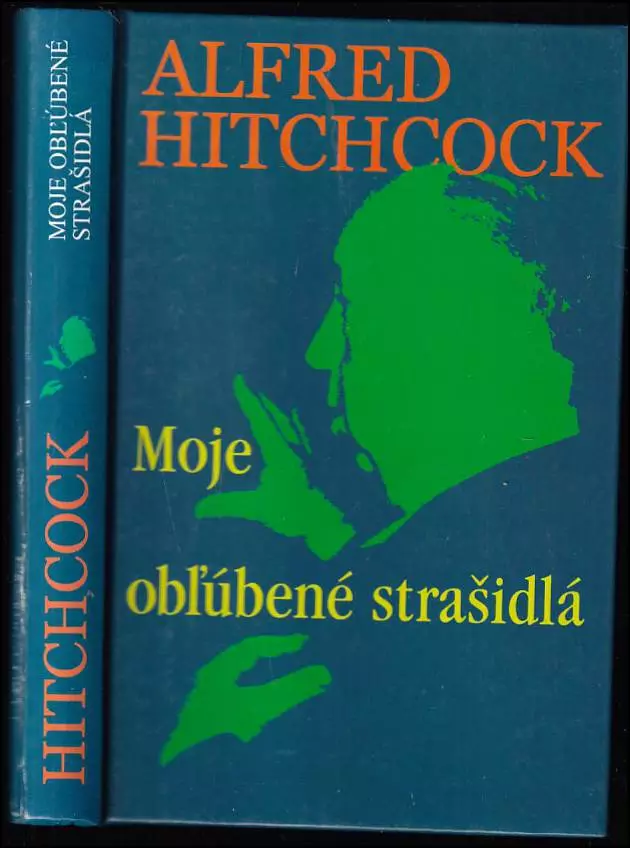 MOJE OBĽÚBENÉ
STRAŠIDLÁ
HITCHCOCK
ALFRED
HITCHCOCK
Moje
obľúbené strašidlá